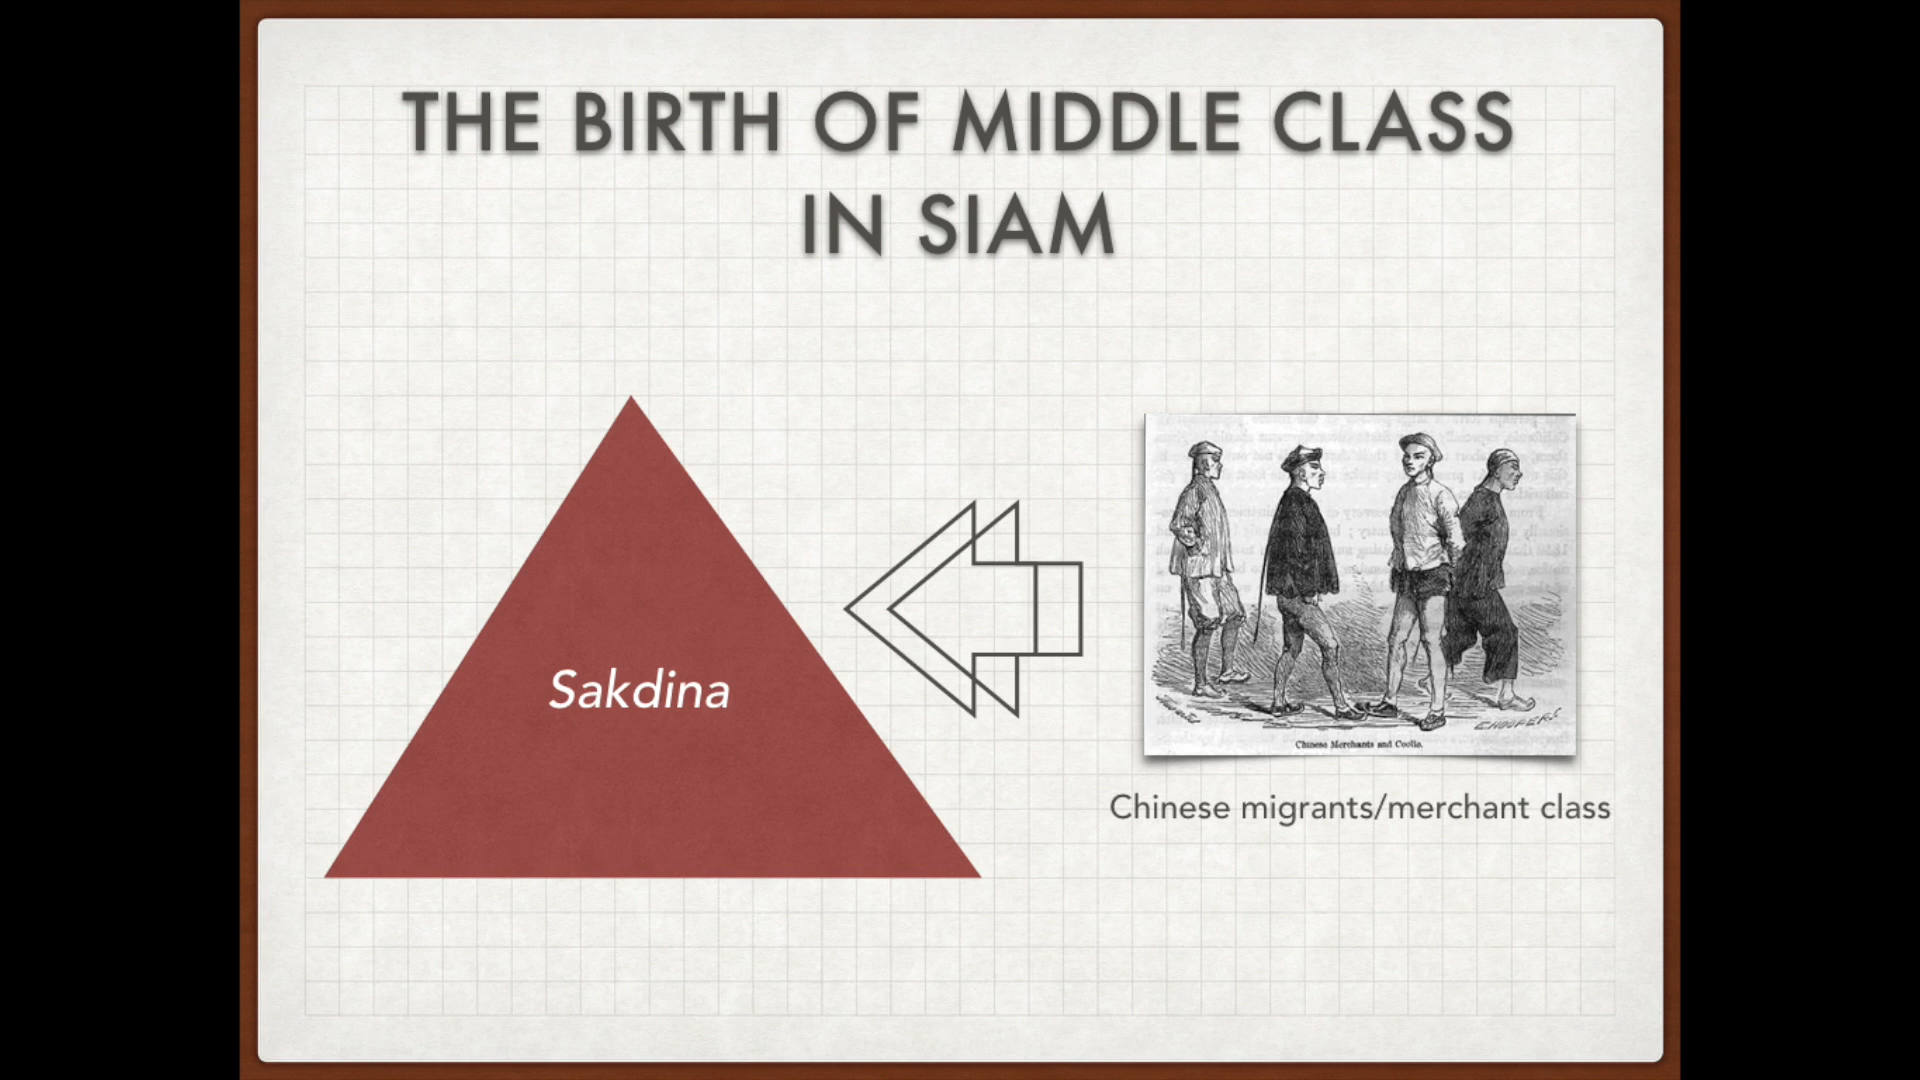 THE BIRTH OF MIDDLE CLASS
IN SIAM
Sakdina
Chinese Merchants and Coolie.
Chinese migrants/merchant class